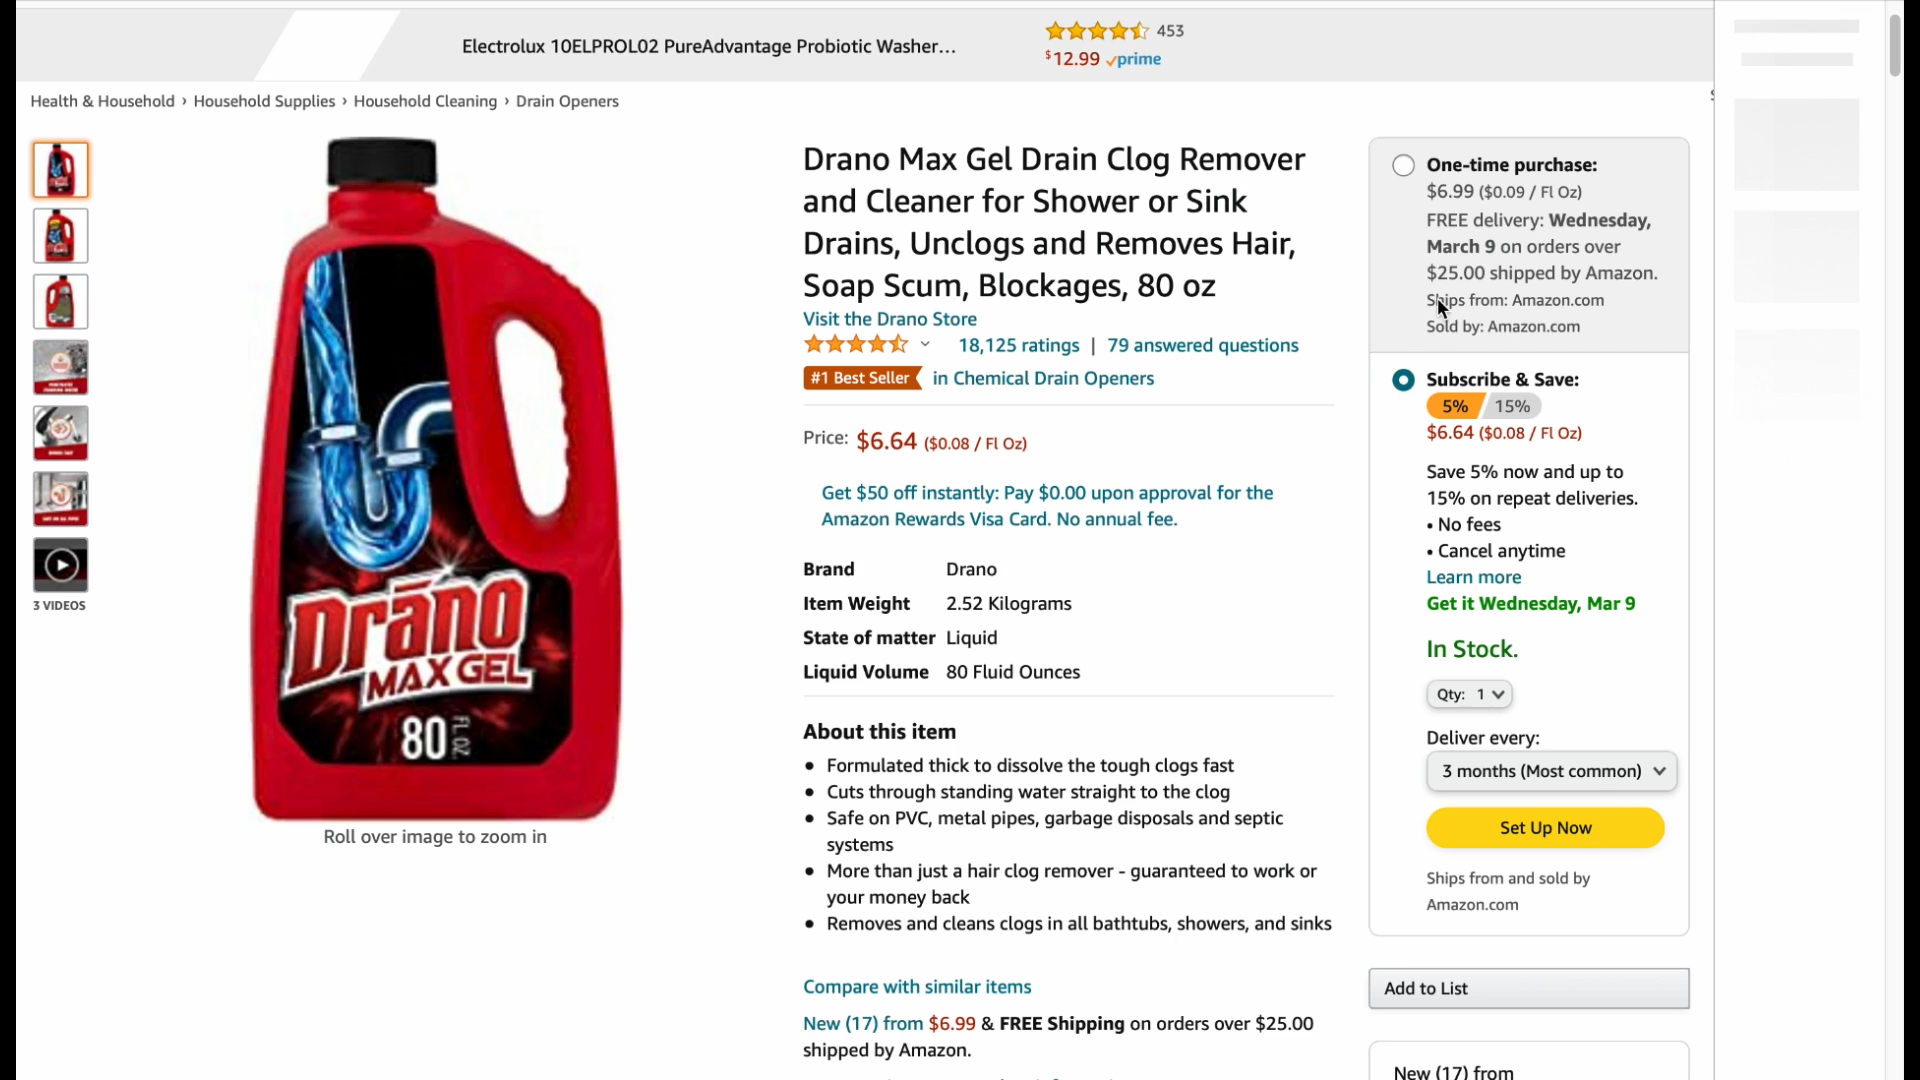 Electrolux 10ELPROL02 PureAdvantage Probiotic Washer…
453
$12.99 prime
Health & Household › Household Supplies › Household Cleaning › Drain Openers
3 VIDEOS
Drano
MAX GEL
80 FL. OZ.
Roll over image to zoom in
Drano Max Gel Drain Clog Remover
and Cleaner for Shower or Sink
Drains, Unclogs and Removes Hair,
Soap Scum, Blockages, 80 oz
Visit the Drano Store
18,125 ratings | 79 answered questions
#1 Best Seller in Chemical Drain Openers
Price: $6.64 ($0.08 / Fl Oz)
Get $50 off instantly: Pay $0.00 upon approval for the
Amazon Rewards Visa Card. No annual fee.
Brand Drano
Item Weight 2.52 Kilograms
State of matter Liquid
Liquid Volume 80 Fluid Ounces
About this item
• Formulated thick to dissolve the tough clogs fast
• Cuts through standing water straight to the clog
• Safe on PVC, metal pipes, garbage disposals and septic
systems
• More than just a hair clog remover - guaranteed to work or
your money back
• Removes and cleans clogs in all bathtubs, showers, and sinks
Compare with similar items
New (17) from $6.99 & FREE Shipping on orders over $25.00
shipped by Amazon.
One-time purchase:
$6.99 ($0.09 / Fl Oz)
FREE delivery: Wednesday,
March 9 on orders over
$25.00 shipped by Amazon.
Ships from: Amazon.com
Sold by: Amazon.com
Subscribe & Save:
5% 15%
$6.64 ($0.08 / Fl Oz)
Save 5% now and up to
15% on repeat deliveries.
• No fees
• Cancel anytime
Learn more
Get it Wednesday, Mar 9
In Stock.
Qty: 1
Deliver every:
3 months (Most common)
Set Up Now
Ships from and sold by
Amazon.com
Add to List
New (17) from